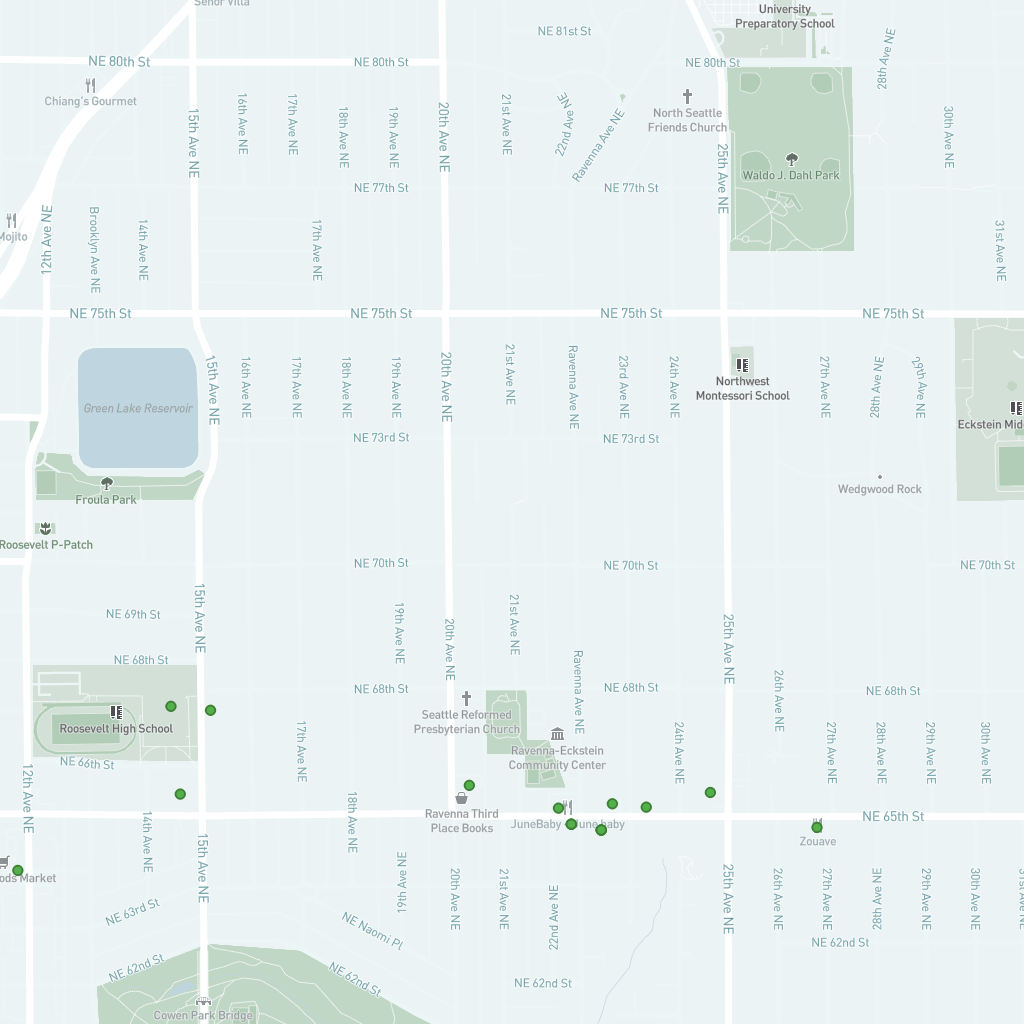 Señor Villa
University
Preparatory School
NE 81st St
28th Ave NE
NE 80th St
NE 80th St
NE 80th St
Chiang's Gourmet
16th Ave NE
17th Ave NE
18th Ave NE
19th Ave NE
15th Ave NE
20th Ave NE
21st Ave NE
22nd Ave NE
Ravenna Ave NE
North Seattle
Friends Church
30th Ave NE
25th Ave NE
Waldo J. Dahl Park
NE 77th St
NE 77th St
Mojito
12th Ave NE
Brooklyn Ave NE
14th Ave NE
17th Ave NE
31st Ave NE
NE 75th St
NE 75th St
NE 75th St
NE 75th St
15th Ave NE
16th Ave NE
17th Ave NE
18th Ave NE
19th Ave NE
20th Ave NE
21st Ave NE
Ravenna Ave NE
23rd Ave NE
24th Ave NE
Northwest
Montessori School
27th Ave NE
28th Ave NE
29th Ave NE
Green Lake Reservoir
Eckstein Midd
NE 73rd St
NE 73rd St
Froula Park
Wedgwood Rock
Roosevelt P-Patch
NE 70th St
NE 70th St
NE 70th St
15th Ave NE
NE 69th St
19th Ave NE
20th Ave NE
21st Ave NE
25th Ave NE
NE 68th St
NE 68th St
Ravenna Ave NE
NE 68th St
26th Ave NE
NE 68th St
Seattle Reformed
Presbyterian Church
Roosevelt High School
17th Ave NE
Ravenna-Eckstein
Community Center
24th Ave NE
27th Ave NE
28th Ave NE
29th Ave NE
30th Ave NE
NE 66th St
12th Ave NE
14th Ave NE
15th Ave NE
18th Ave NE
Ravenna Third
Place Books
JuneBaby
June baby
NE 65th St
Zouave
ods Market
19th Ave NE
20th Ave NE
21st Ave NE
22nd Ave NE
25th Ave NE
26th Ave NE
27th Ave NE
28th Ave NE
29th Ave NE
30th Ave NE
31st Ave NE
NE 63rd St
NE Naomi Pl
NE 62nd St
NE 62nd St
NE 62nd St
NE 62nd St
Cowen Park Bridge